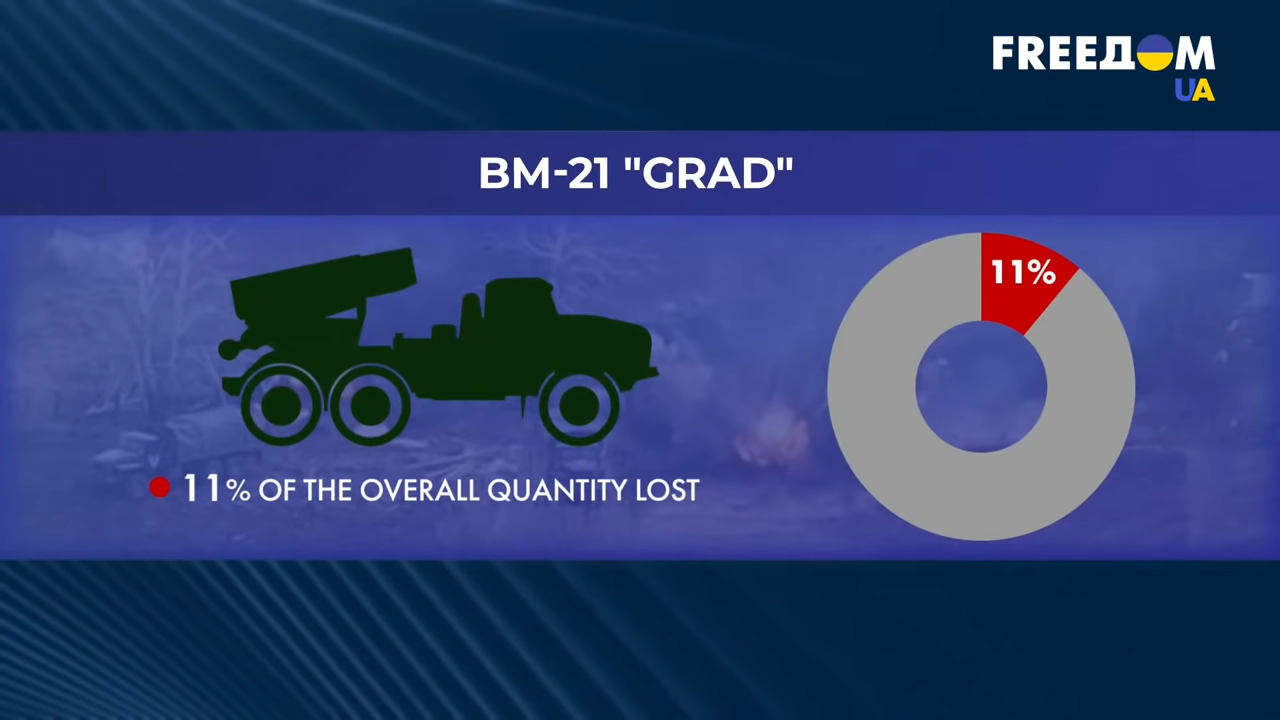 FREEДOM
UA
BM-21 "GRAD"
11%
11% OF THE OVERALL QUANTITY LOST